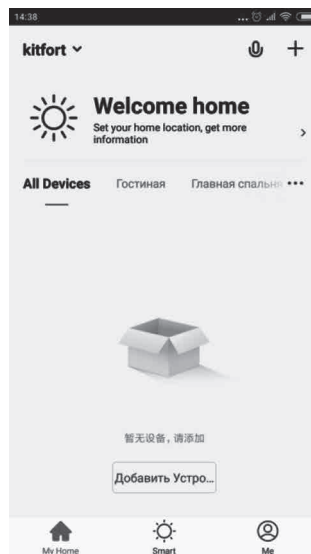 14:38
...
kitfort
Welcome home
Set your home location, get more
information
All Devices Гостиная Главная спальня ...
暂无设备，请添加
Добавить Устро...
My Home Smart Me